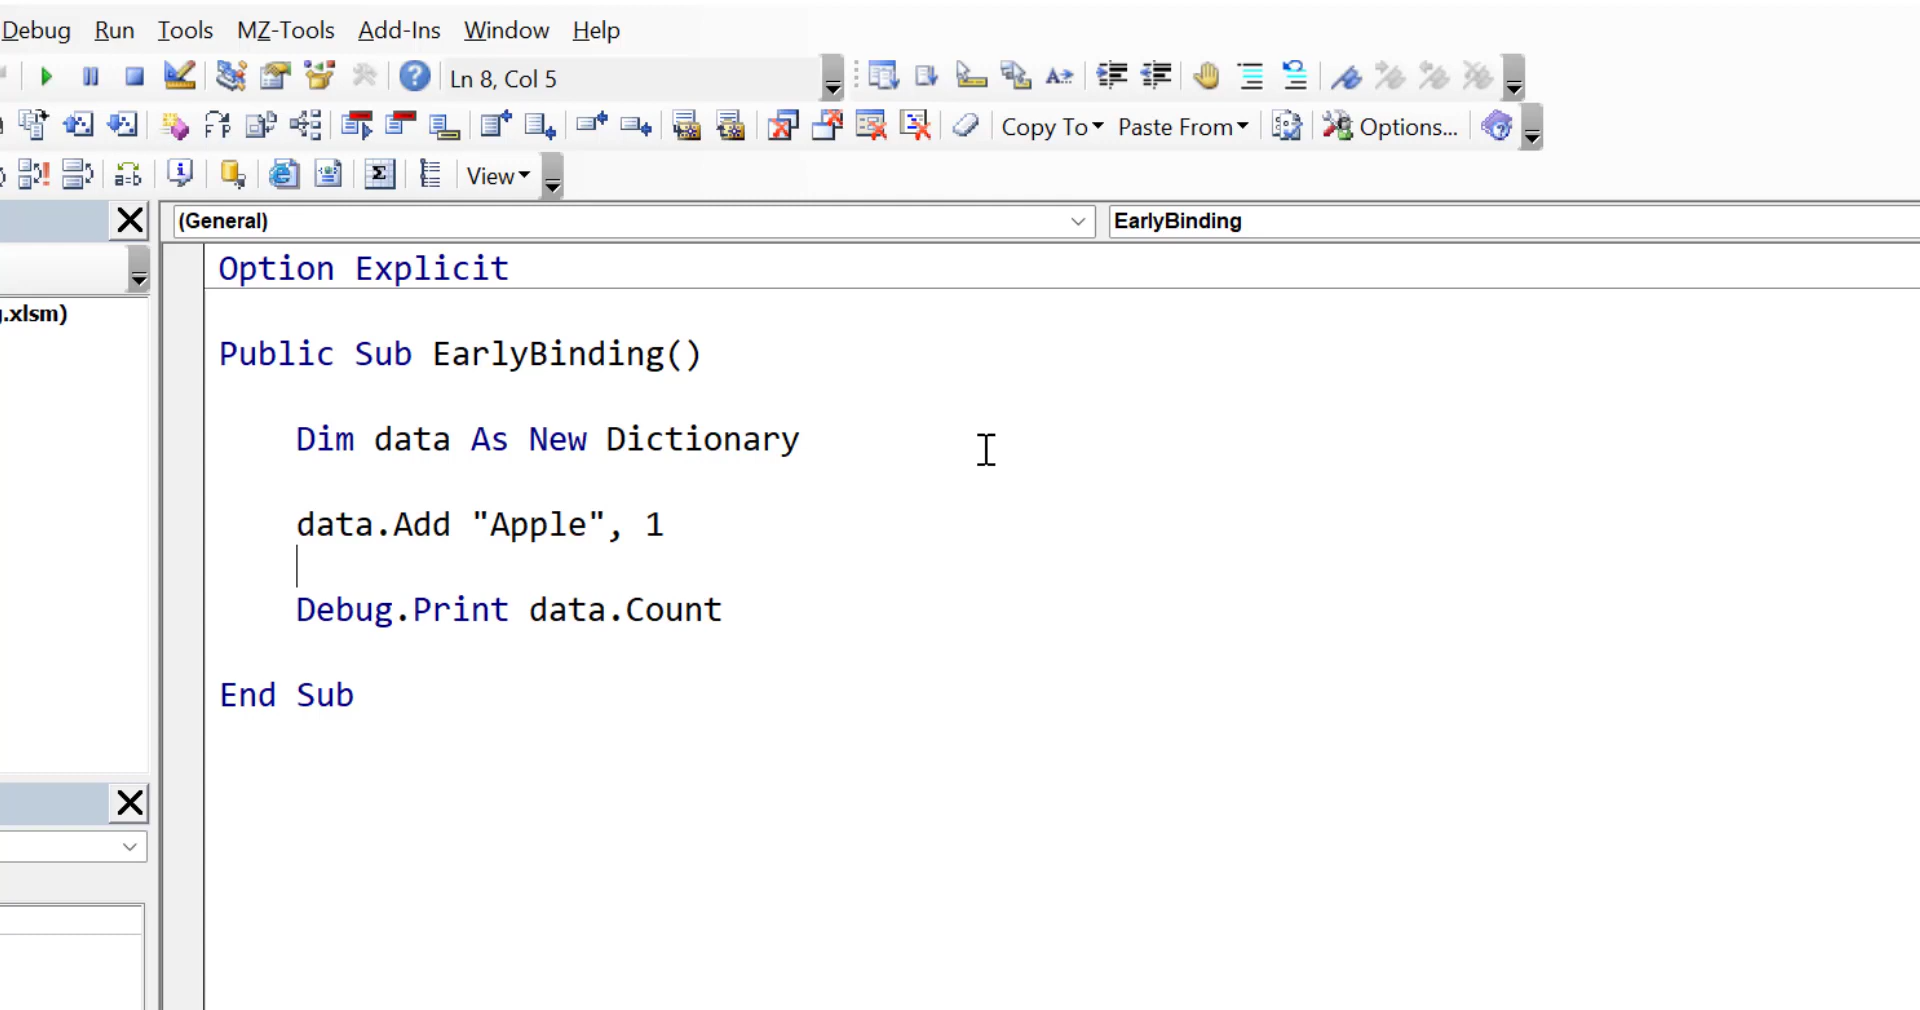 Debug Run Tools MZ-Tools Add-Ins Window Help
Ln 8, Col 5
Copy To Paste From Options...
View
(General) EarlyBinding
.xlsm)
Option Explicit
Public Sub EarlyBinding()
Dim data As New Dictionary
data.Add "Apple", 1
Debug.Print data.Count
End Sub